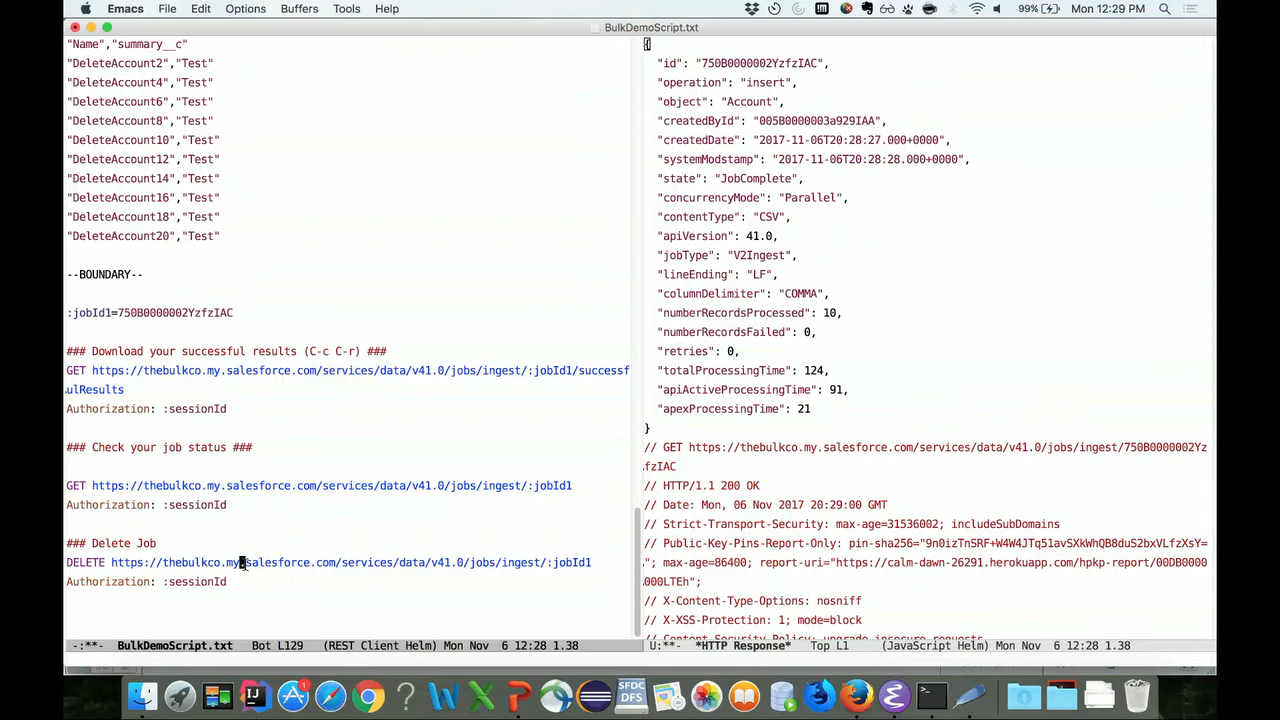 Emacs File Edit Options Buffers Tools Help
99% Mon 12:29 PM
BulkDemoScript.txt
"Name","summary__c"
"DeleteAccount2","Test"
"DeleteAccount4","Test"
"DeleteAccount6","Test"
"DeleteAccount8","Test"
"DeleteAccount10","Test"
"DeleteAccount12","Test"
"DeleteAccount14","Test"
"DeleteAccount16","Test"
"DeleteAccount18","Test"
"DeleteAccount20","Test"
--BOUNDARY--
:jobId1=750B0000002YzfzIAC
### Download your successful results (C-c C-r) ###
GET https://thebulkco.my.salesforce.com/services/data/v41.0/jobs/ingest/:jobId1/successf
ulResults
Authorization: :sessionId
### Check your job status ###
GET https://thebulkco.my.salesforce.com/services/data/v41.0/jobs/ingest/:jobId1
Authorization: :sessionId
### Delete Job
DELETE https://thebulkco.my.salesforce.com/services/data/v41.0/jobs/ingest/:jobId1
Authorization: :sessionId
-:**- BulkDemoScript.txt Bot L129 (REST Client Helm) Mon Nov 6 12:28 1.38
{
"id": "750B0000002YzfzIAC",
"operation": "insert",
"object": "Account",
"createdById": "005B0000003a929IAA",
"createdDate": "2017-11-06T20:28:27.000+0000",
"systemModstamp": "2017-11-06T20:28:28.000+0000",
"state": "JobComplete",
"concurrencyMode": "Parallel",
"contentType": "CSV",
"apiVersion": 41.0,
"jobType": "V2Ingest",
"lineEnding": "LF",
"columnDelimiter": "COMMA",
"numberRecordsProcessed": 10,
"numberRecordsFailed": 0,
"retries": 0,
"totalProcessingTime": 124,
"apiActiveProcessingTime": 91,
"apexProcessingTime": 21
}
// GET https://thebulkco.my.salesforce.com/services/data/v41.0/jobs/ingest/750B0000002Yz
fzIAC
// HTTP/1.1 200 OK
// Date: Mon, 06 Nov 2017 20:29:00 GMT
// Strict-Transport-Security: max-age=31536002; includeSubDomains
// Public-Key-Pins-Report-Only: pin-sha256="9n0izTnSRF+W4W4JTq51avSXkWhQB8duS2bxVLfzXsY=
"; max-age=86400; report-uri="https://calm-dawn-26291.herokuapp.com/hpkp-report/00DB0000
000LTEh";
// X-Content-Type-Options: nosniff
// X-XSS-Protection: 1; mode=block
// Content-Security-Policy: upgrade-insecure-requests
U:**- *HTTP Response* Top L1 (JavaScript Helm) Mon Nov 6 12:28 1.38
SFDC
DFS